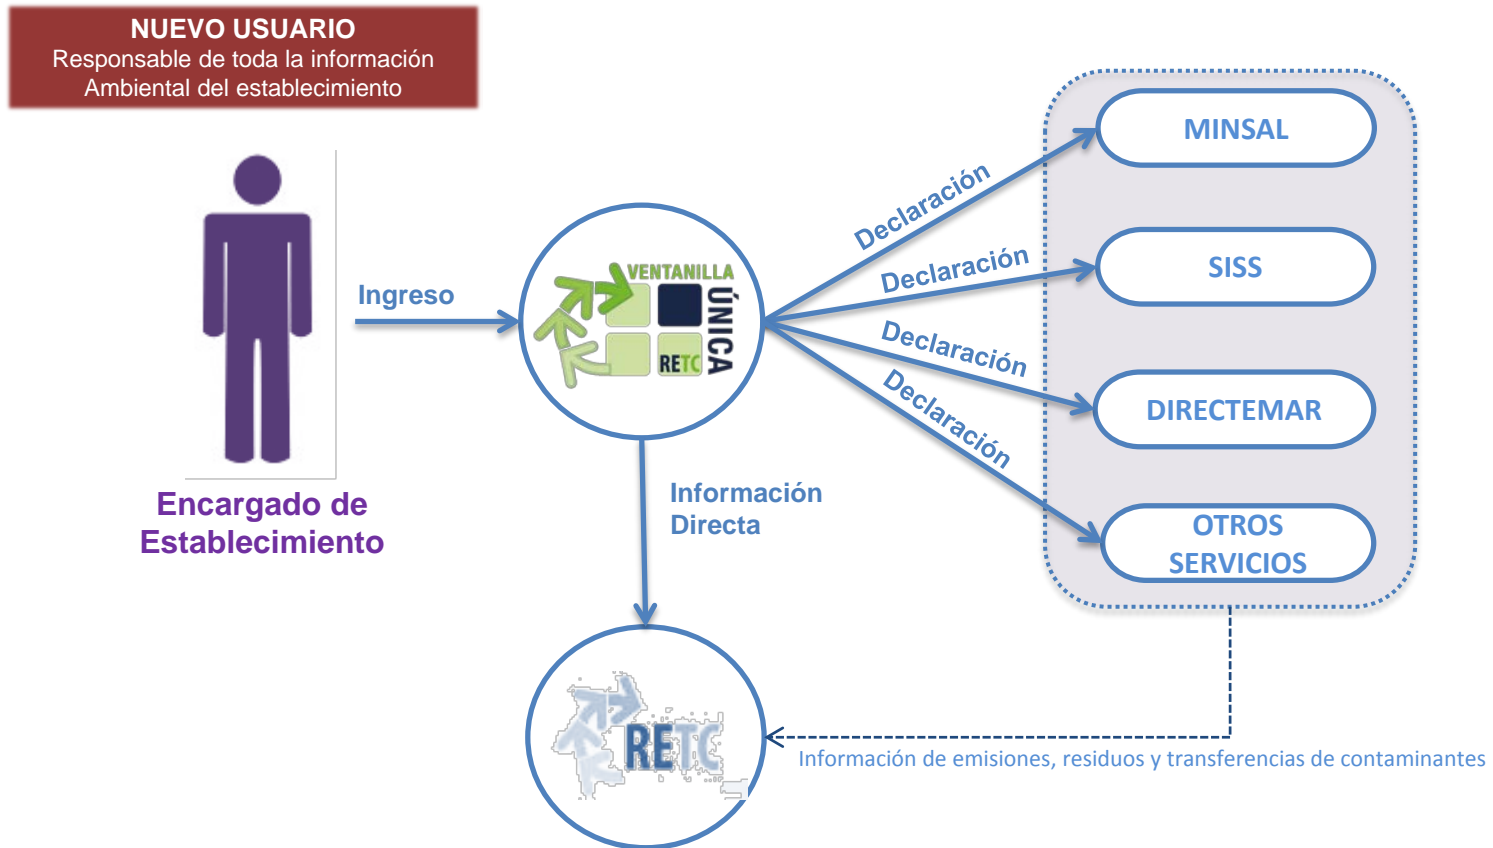 NUEVO USUARIO
Responsable de toda la información
Ambiental del establecimiento
Encargado de
Establecimiento
Ingreso
VENTANILLA
ÚNICA
RETC
Declaración
Declaración
Declaración
Declaración
MINSAL
SISS
DIRECTEMAR
OTROS
SERVICIOS
Información
Directa
RETC
Información de emisiones, residuos y transferencias de contaminantes